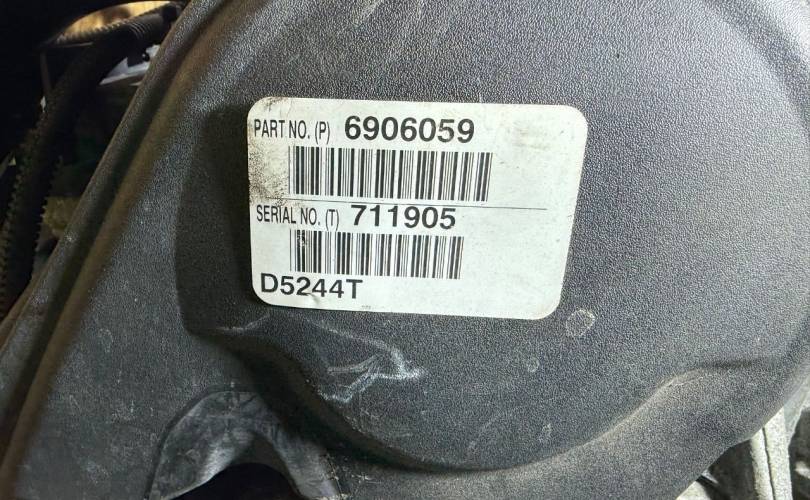 PART NO. (P) 6906059
SERIAL NO. (T) 711905
D5244T